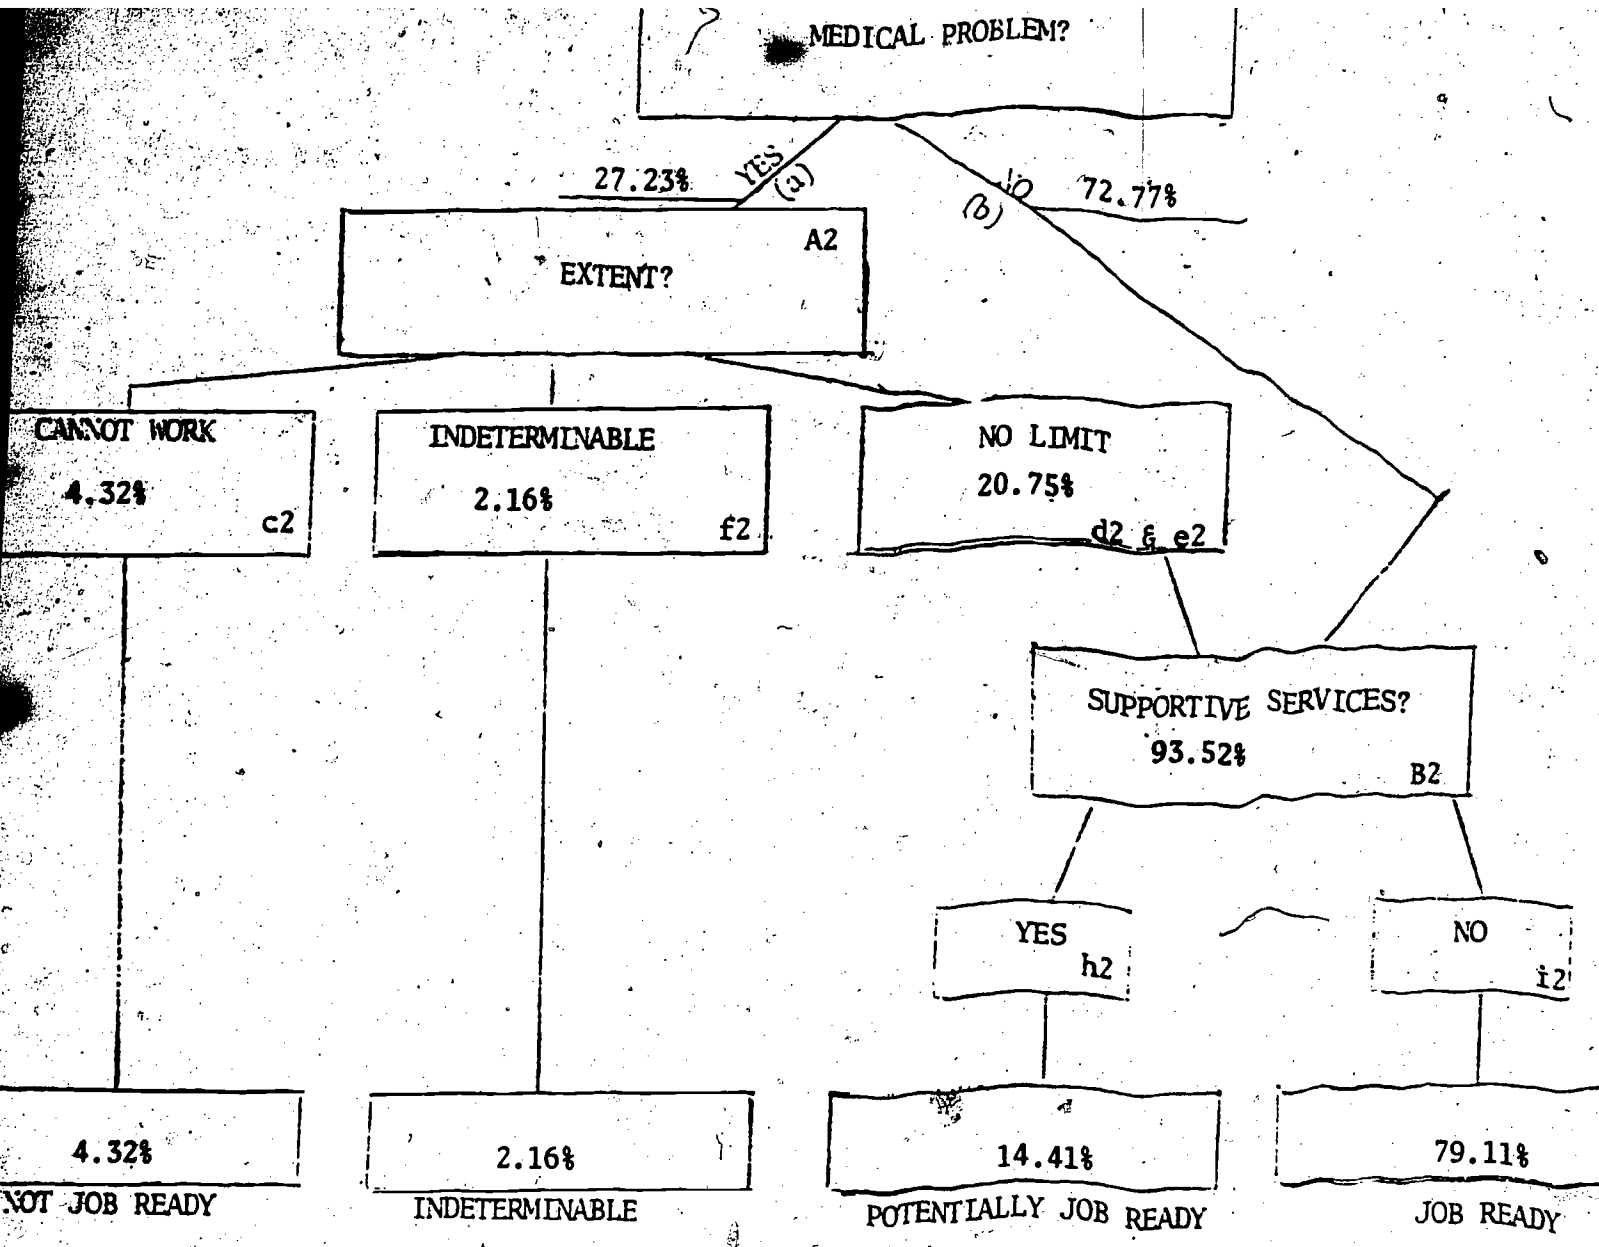 MEDICAL PROBLEM?
27.23%
YES
(a)
(b)
72.77%
A2
EXTENT?
CANNOT WORK
4.32%
c2
INDETERMINABLE
2.16%
f2
NO LIMIT
20.75%
d2 & e2
SUPPORTIVE SERVICES?
93.52%
B2
YES
h2
NO
i2
4.32%
NOT JOB READY
2.16%
INDETERMINABLE
14.41%
POTENTIALLY JOB READY
79.11%
JOB READY